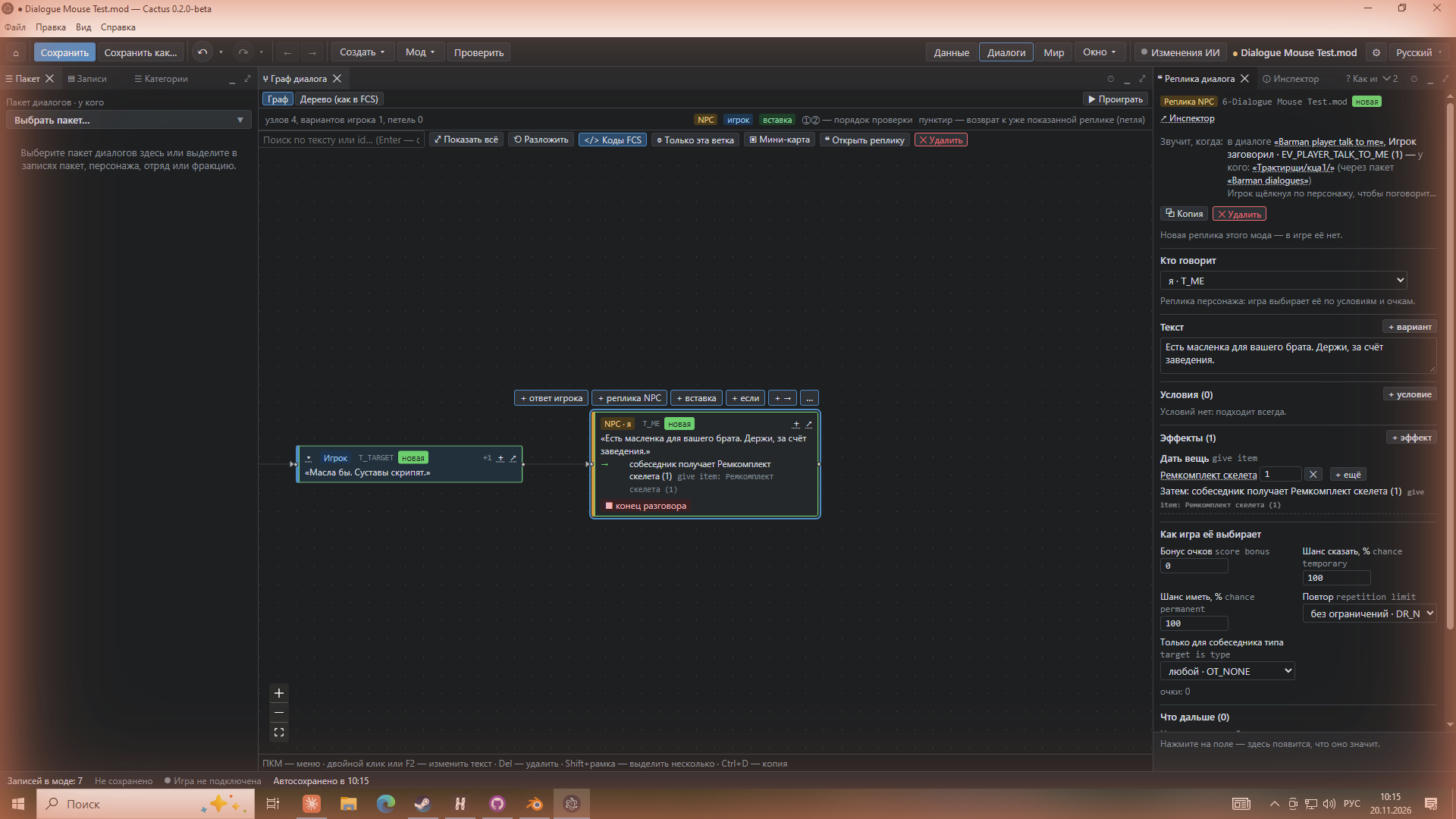 • Dialogue Mouse Test.mod — Cactus 0.2.0-beta
Файл Правка Вид Справка
Сохранить Сохранить как... Создать Мод Проверить Данные Диалоги Мир Окно Изменения ИИ • Dialogue Mouse Test.mod Русский
Пакет Записи Категории
Граф диалога
Реплика диалога Инспектор ? Как и 2
Пакет диалогов · у кого
Выбрать пакет...
Выберите пакет диалогов здесь или выделите в
записях пакет, персонажа, отряд или фракцию.
Граф Дерево (как в FCS) Проиграть
узлов 4, вариантов игрока 1, петель 0 NPC игрок вставка ①② — порядок проверки пунктир — возврат к уже показанной реплике (петля)
Поиск по тексту или id... (Enter — с Показать всё Разложить </> Коды FCS Только эта ветка Мини-карта Открыть реплику Удалить
+ ответ игрока + реплика NPC + вставка + если + → ...
Игрок T_TARGET новая +1
«Масла бы. Суставы скрипят.»
NPC · я T_ME новая
«Есть масленка для вашего брата. Держи, за счёт
заведения.»
→ собеседник получает Ремкомплект
скелета (1) give item: Ремкомплект
скелета (1)
конец разговора
ПКМ — меню · двойной клик или F2 — изменить текст · Del — удалить · Shift+рамка — выделить несколько · Ctrl+D — копия
Реплика NPC 6-Dialogue Mouse Test.mod новая
Инспектор
Звучит, когда: в диалоге «Barman player talk to me», Игрок
заговорил · EV_PLAYER_TALK_TO_ME (1) — у
кого: «Трактирщи/кца1/» (через пакет
«Barman dialogues»)
Игрок щёлкнул по персонажу, чтобы поговорит...
Копия Удалить
Новая реплика этого мода — в игре её нет.
Кто говорит
я · T_ME
Реплика персонажа: игра выбирает её по условиям и очкам.
Текст + вариант
Есть масленка для вашего брата. Держи, за счёт
заведения.
Условия (0) + условие
Условий нет: подходит всегда.
Эффекты (1) + эффект
Дать вещь give item
Ремкомплект скелета 1 + ещё
Затем: собеседник получает Ремкомплект скелета (1) give
item: Ремкомплект скелета (1)
Как игра её выбирает
Бонус очков score bonus
0
Шанс сказать, % chance
temporary
100
Шанс иметь, % chance
permanent
100
Повтор repetition limit
без ограничений · DR_N
Только для собеседника типа
target is type
любой · OT_NONE
очки: 0
Что дальше (0)
Нажмите на поле — здесь появится, что оно значит.
Записей в моде: 7 Не сохранено Игра не подключена Автосохранено в 10:15
Поиск
РУС
10:15
20.11.2026